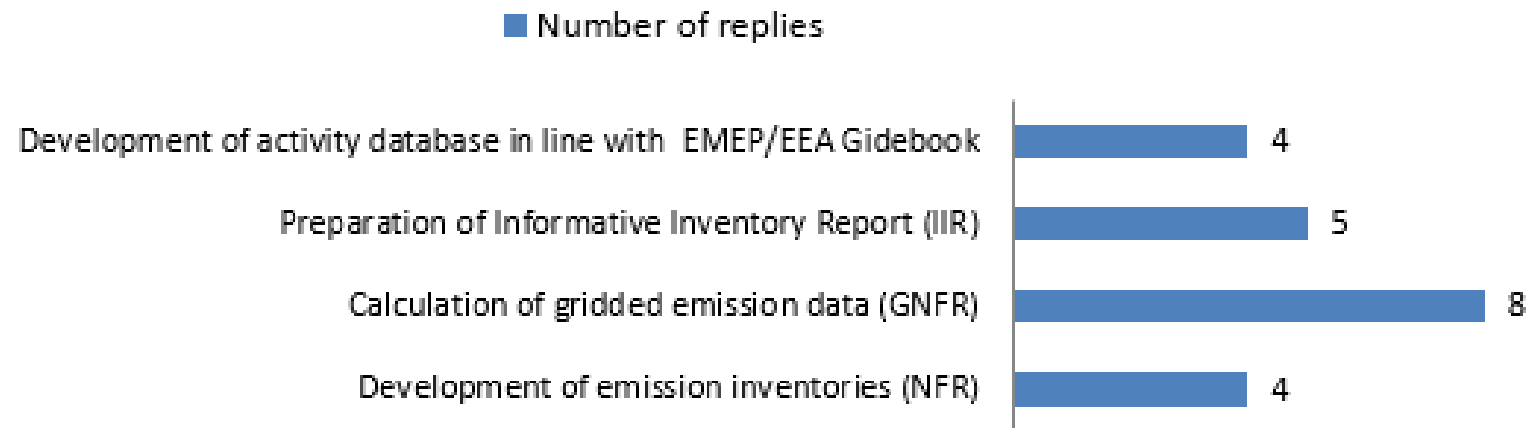 Number of replies
Development of activity database in line with EMEP/EEA Gidebook 4
Preparation of Informative Inventory Report (IIR) 5
Calculation of gridded emission data (GNFR) 8
Development of emission inventories (NFR) 4